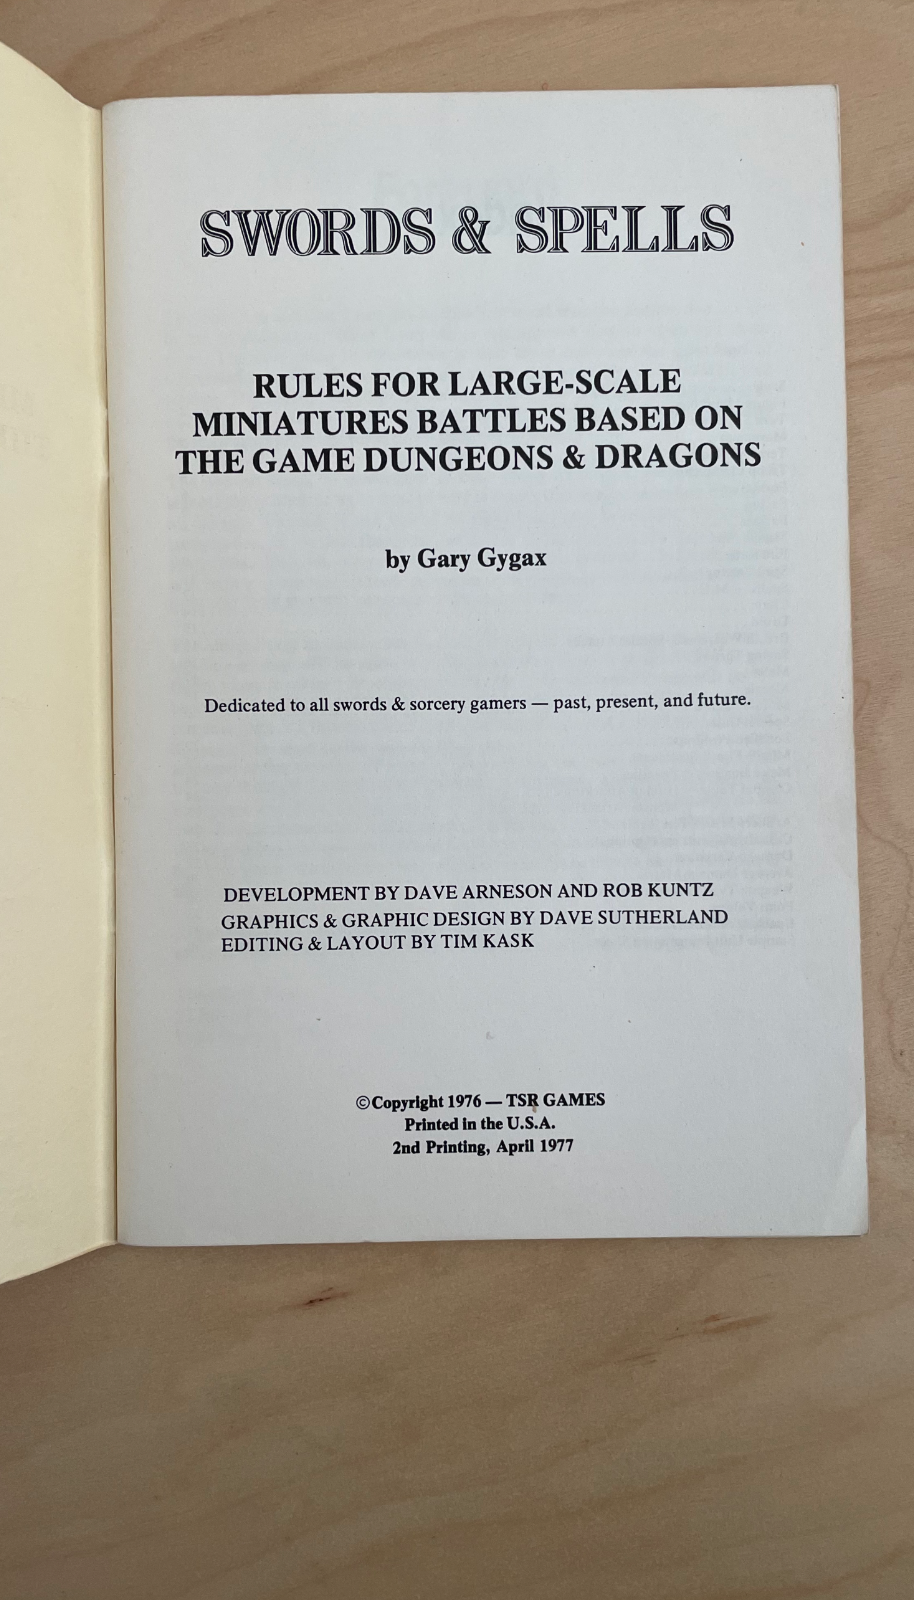 SWORDS & SPELLS
RULES FOR LARGE-SCALE
MINIATURES BATTLES BASED ON
THE GAME DUNGEONS & DRAGONS
by Gary Gygax
Dedicated to all swords & sorcery gamers — past, present, and future.
DEVELOPMENT BY DAVE ARNESON AND ROB KUNTZ
GRAPHICS & GRAPHIC DESIGN BY DAVE SUTHERLAND
EDITING & LAYOUT BY TIM KASK
©Copyright 1976 — TSR GAMES
Printed in the U.S.A.
2nd Printing, April 1977